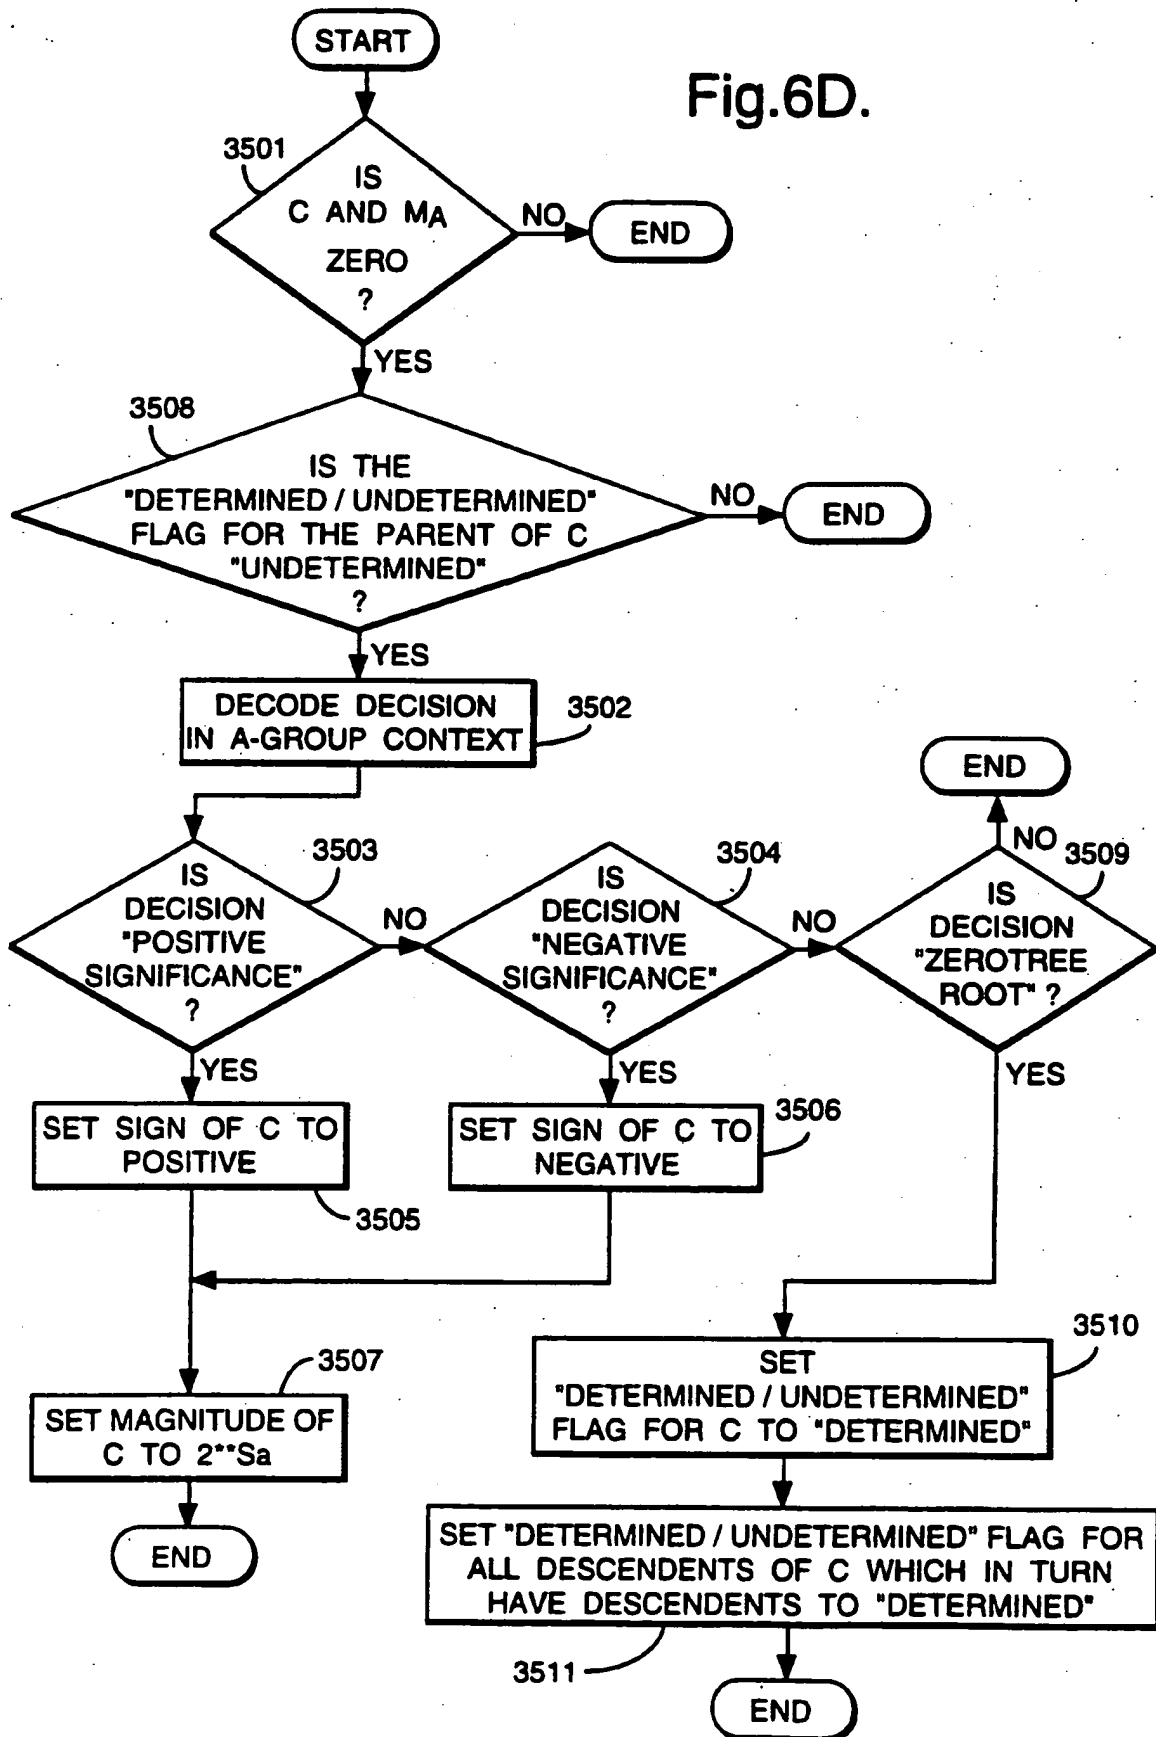 START
Fig.6D.
3501
IS
C AND MA
ZERO
?
NO
END
YES
3508
IS THE
"DETERMINED / UNDETERMINED"
FLAG FOR THE PARENT OF C
"UNDETERMINED"
?
NO
END
YES
DECODE DECISION
IN A-GROUP CONTEXT
3502
END
NO
3503
IS
DECISION
"POSITIVE
SIGNIFICANCE"
?
NO
3504
IS
DECISION
"NEGATIVE
SIGNIFICANCE"
?
NO
3509
IS
DECISION
"ZEROTREE
ROOT" ?
YES
YES
YES
SET SIGN OF C TO
POSITIVE
3505
SET SIGN OF C TO
NEGATIVE
3506
3507
SET MAGNITUDE OF
C TO 2**Sa
END
3510
SET
"DETERMINED / UNDETERMINED"
FLAG FOR C TO "DETERMINED"
SET "DETERMINED / UNDETERMINED" FLAG FOR
ALL DESCENDENTS OF C WHICH IN TURN
HAVE DESCENDENTS TO "DETERMINED"
3511
END